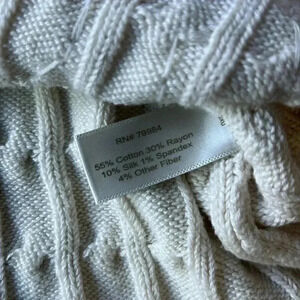 RN# 79984
55% Cotton 30% Rayon
10% Silk 1% Spandex
4% Other Fiber